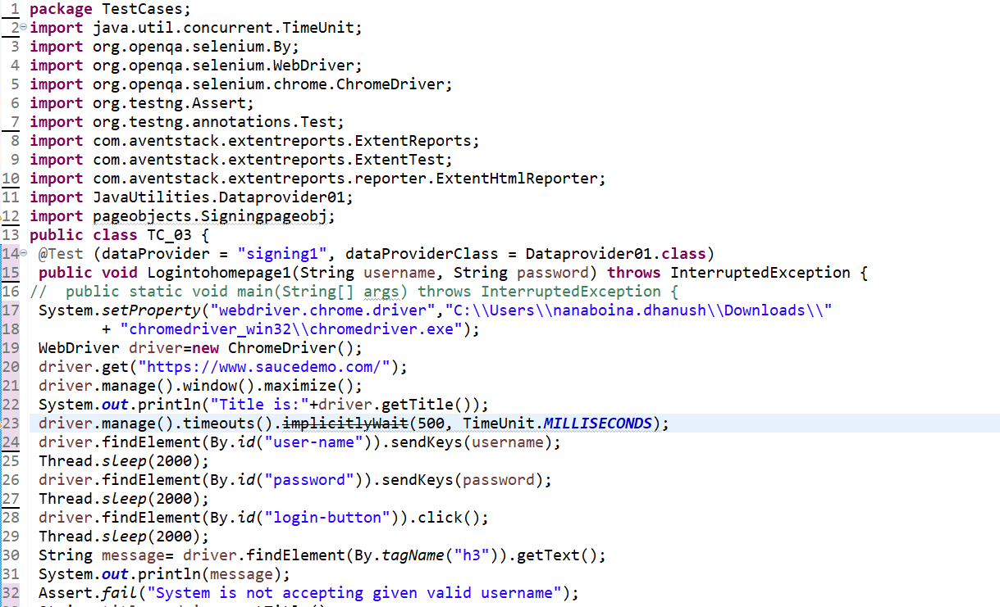 1 package TestCases;
2 import java.util.concurrent.TimeUnit;
3 import org.openqa.selenium.By;
4 import org.openqa.selenium.WebDriver;
5 import org.openqa.selenium.chrome.ChromeDriver;
6 import org.testng.Assert;
7 import org.testng.annotations.Test;
8 import com.aventstack.extentreports.ExtentReports;
9 import com.aventstack.extentreports.ExtentTest;
10 import com.aventstack.extentreports.reporter.ExtentHtmlReporter;
11 import JavaUtilities.Dataprovider01;
12 import pageobjects.Signingpageobj;
13 public class TC_03 {
14 @Test (dataProvider = "signing1", dataProviderClass = Dataprovider01.class)
15 public void Logintohomepage1(String username, String password) throws InterruptedException {
16 //  public static void main(String[] args) throws InterruptedException {
17 System.setProperty("webdriver.chrome.driver","C:\\Users\\nanaboina.dhanush\\Downloads\\"
18 + "chromedriver_win32\\chromedriver.exe");
19 WebDriver driver=new ChromeDriver();
20 driver.get("https://www.saucedemo.com/");
21 driver.manage().window().maximize();
22 System.out.println("Title is:"+driver.getTitle());
23 driver.manage().timeouts().implicitlyWait(500, TimeUnit.MILLISECONDS);
24 driver.findElement(By.id("user-name")).sendKeys(username);
25 Thread.sleep(2000);
26 driver.findElement(By.id("password")).sendKeys(password);
27 Thread.sleep(2000);
28 driver.findElement(By.id("login-button")).click();
29 Thread.sleep(2000);
30 String message= driver.findElement(By.tagName("h3")).getText();
31 System.out.println(message);
32 Assert.fail("System is not accepting given valid username");